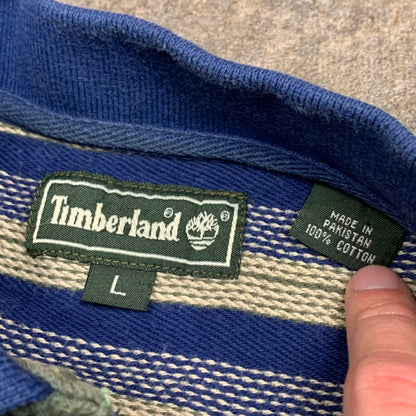 Timberland®
®
L
MADE IN
PAKISTAN
100% COTTON